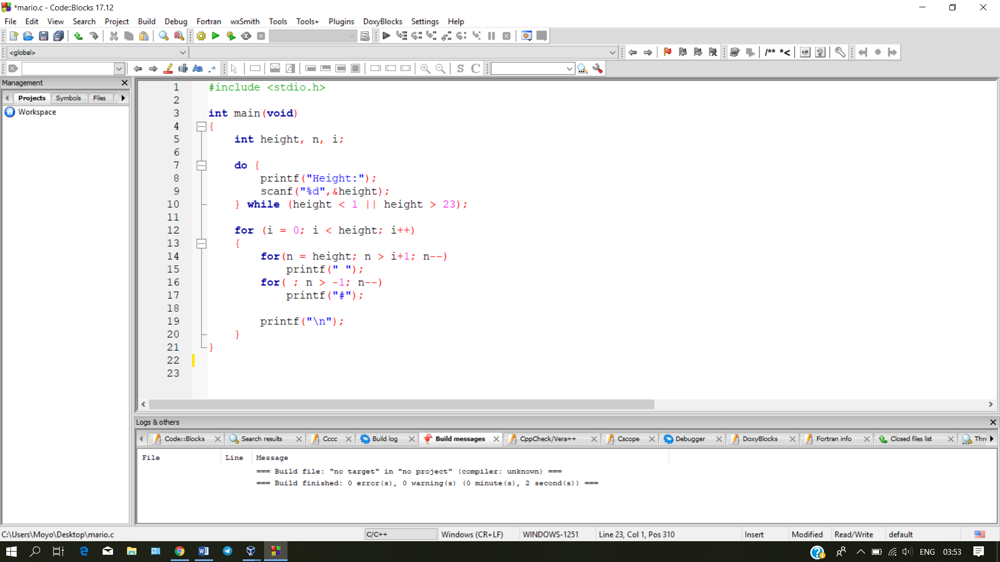 *mario.c - Code::Blocks 17.12
File Edit View Search Project Build Debug Fortran wxSmith Tools Tools+ Plugins DoxyBlocks Settings Help
<global>
/** *<
S C
Management
Projects Symbols Files
Workspace
1 #include <stdio.h>
2
3 int main(void)
4 {
5 int height, n, i;
6
7 do {
8 printf("Height:");
9 scanf("%d",&height);
10 } while (height < 1 || height > 23);
11
12 for (i = 0; i < height; i++)
13 {
14 for(n = height; n > i+1; n--)
15 printf(" ");
16 for( ; n > -1; n--)
17 printf("#");
18
19 printf("\n");
20 }
21 }
22
23
Logs & others
Code::Blocks Search results Cccc Build log Build messages CppCheck/Vera++ Cscope Debugger DoxyBlocks Fortran info Closed files list Thre
File Line Message
=== Build file: "no target" in "no project" (compiler: unknown) ===
=== Build finished: 0 error(s), 0 warning(s) (0 minute(s), 2 second(s)) ===
C:\Users\Moyo\Desktop\mario.c C/C++ Windows (CR+LF) WINDOWS-1251 Line 23, Col 1, Pos 310 Insert Modified Read/Write default
ENG 03:53